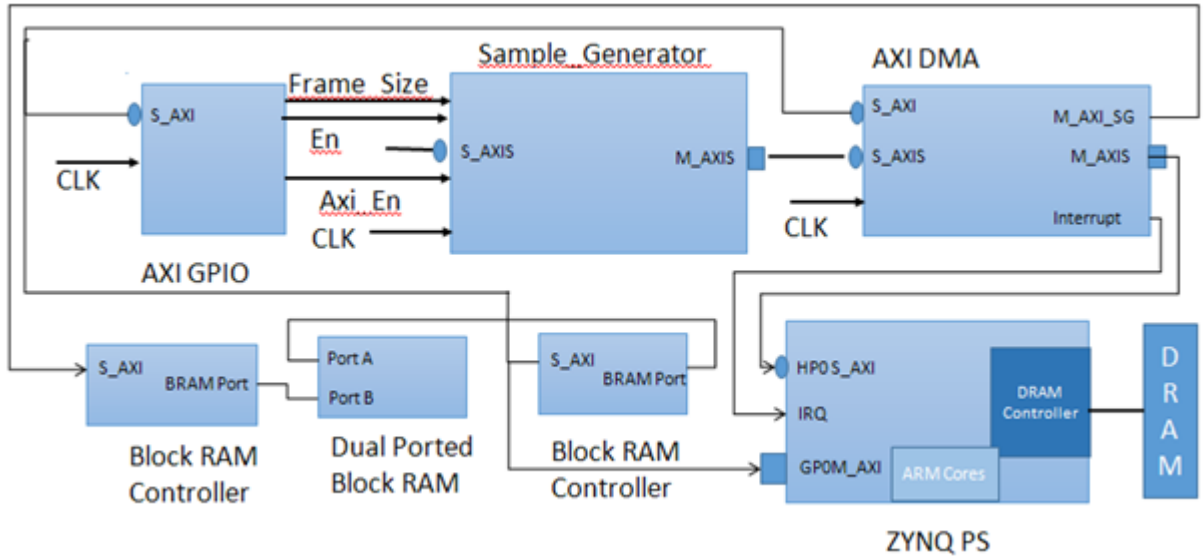 Sample_Generator
AXI DMA
Frame_Size
S_AXI
S_AXI
M_AXI_SG
En
S_AXIS
M_AXIS
S_AXIS
M_AXIS
CLK
Axi_En
CLK
CLK
Interrupt
AXI GPIO
S_AXI
BRAM Port
Port A
Port B
S_AXI
BRAM Port
HP0 S_AXI
IRQ
GP0M_AXI
DRAM
Controller
ARM Cores
D
R
A
M
Block RAM
Controller
Dual Ported
Block RAM
Block RAM
Controller
ZYNQ PS